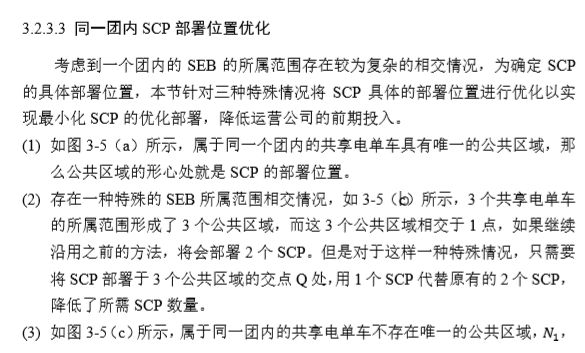 3.2.3.3 同一团内 SCP 部署位置优化
考虑到一个团内的 SEB 的所属范围存在较为复杂的相交情况，为确定 SCP
的具体部署位置，本节针对三种特殊情况将 SCP 具体的部署位置进行优化以实
现最小化 SCP 的优化部署，降低运营公司的前期投入。
(1) 如图 3-5（a）所示，属于同一个团内的共享电单车具有唯一的公共区域，那
么公共区域的形心处就是 SCP 的部署位置。
(2) 存在一种特殊的 SEB 所属范围相交情况，如 3-5（b）所示，3 个共享电单车
的所属范围形成了 3 个公共区域，而这 3 个公共区域相交于 1 点，如果继续
沿用之前的方法，将会部署 2 个 SCP。但是对于这样一种特殊情况，只需要
将 SCP 部署于 3 个公共区域的交点 Q 处，用 1 个 SCP 代替原有的 2 个 SCP，
降低了所需 SCP 数量。
(3) 如图 3-5（c）所示，属于同一团内的共享电单车不存在唯一的公共区域，N₁，